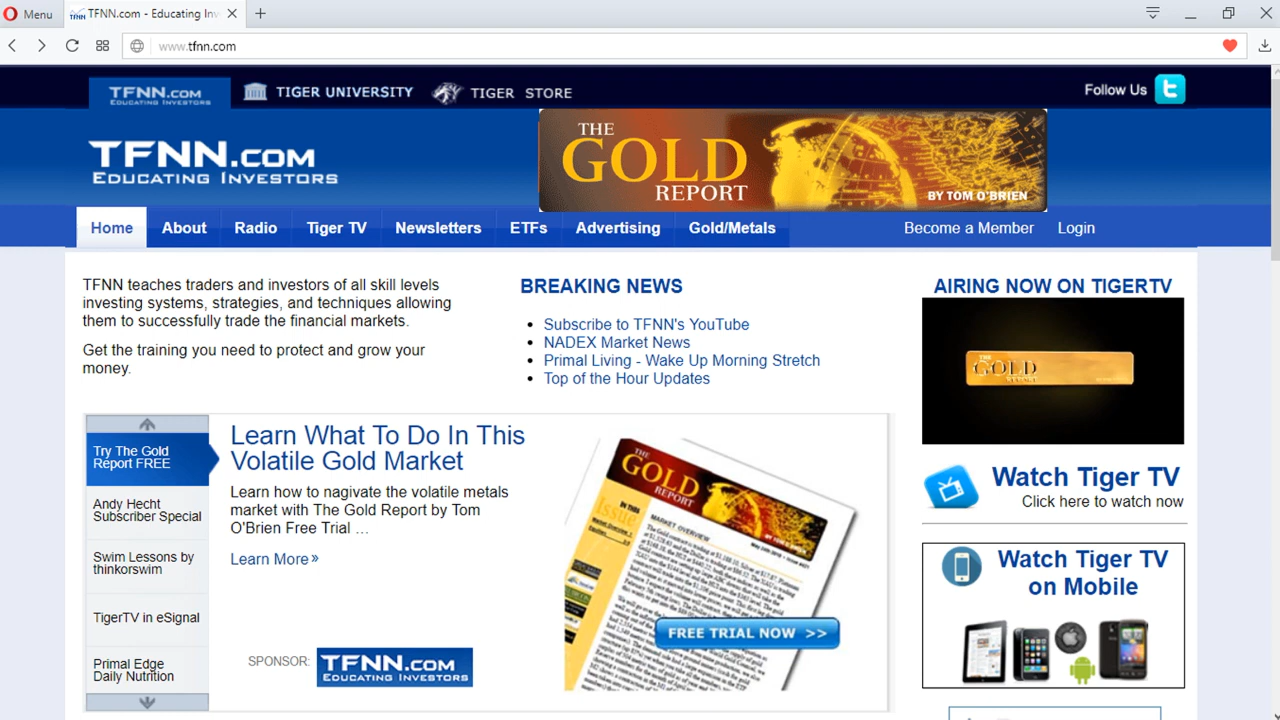 Menu
TFNN.com - Educating Inv
www.tfnn.com
TFNN.COM
EDUCATING INVESTORS
TIGER UNIVERSITY
TIGER STORE
Follow Us
TFNN.COM
EDUCATING INVESTORS
THE
GOLD
REPORT
BY TOM O'BRIEN
Home
About
Radio
Tiger TV
Newsletters
ETFs
Advertising
Gold/Metals
Become a Member
Login
TFNN teaches traders and investors of all skill levels
investing systems, strategies, and techniques allowing
them to successfully trade the financial markets.
Get the training you need to protect and grow your
money.
BREAKING NEWS
Subscribe to TFNN's YouTube
NADEX Market News
Primal Living - Wake Up Morning Stretch
Top of the Hour Updates
AIRING NOW ON TIGERTV
THE
GOLD
REPORT
Watch Tiger TV
Click here to watch now
Watch Tiger TV
on Mobile
Try The Gold
Report FREE
Andy Hecht
Subscriber Special
Swim Lessons by
thinkorswim
TigerTV in eSignal
Primal Edge
Daily Nutrition
Learn What To Do In This
Volatile Gold Market
Learn how to nagivate the volatile metals
market with The Gold Report by Tom
O'Brien Free Trial …
Learn More »
SPONSOR:
TFNN.COM
EDUCATING INVESTORS
THE
GOLD
REPORT
BY TOM O'BRIEN
IN THIS
Issue
MARKET OVERVIEW
FREE TRIAL NOW >>